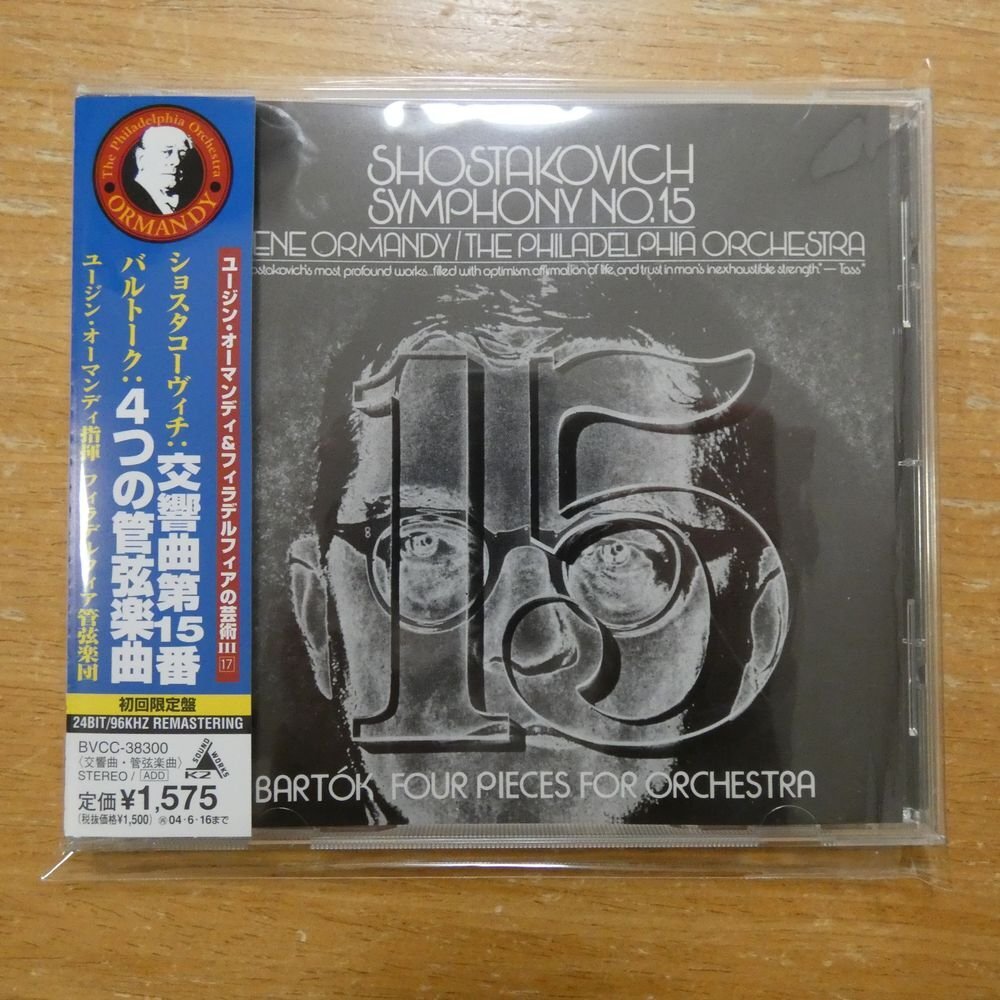 The Philadelphia Orchestra
ORMANDY
ユージン・オーマンディ&フィラデルフィアの芸術III 17
ショスタコーヴィチ:交響曲第15番
バルトーク:4つの管弦楽曲
ユージン・オーマンディ指揮 フィラデルフィア管弦楽団
初回限定盤
24BIT/96KHZ REMASTERING
BVCC-38300
〈交響曲・管弦楽曲〉
STEREO / ADD
K2
SOUND WORKS
定価¥1,575
(税抜価格¥1,500) 再 04・6・16まで
SHOSTAKOVICH
SYMPHONY NO.15
ENE ORMANDY/THE PHILADELPHIA ORCHESTRA
ostakovich's most profound works...filled with optimism, affirmation of life, and trust in man's inexhaustible strength." — Tass
15
BARTÓK FOUR PIECES FOR ORCHESTRA